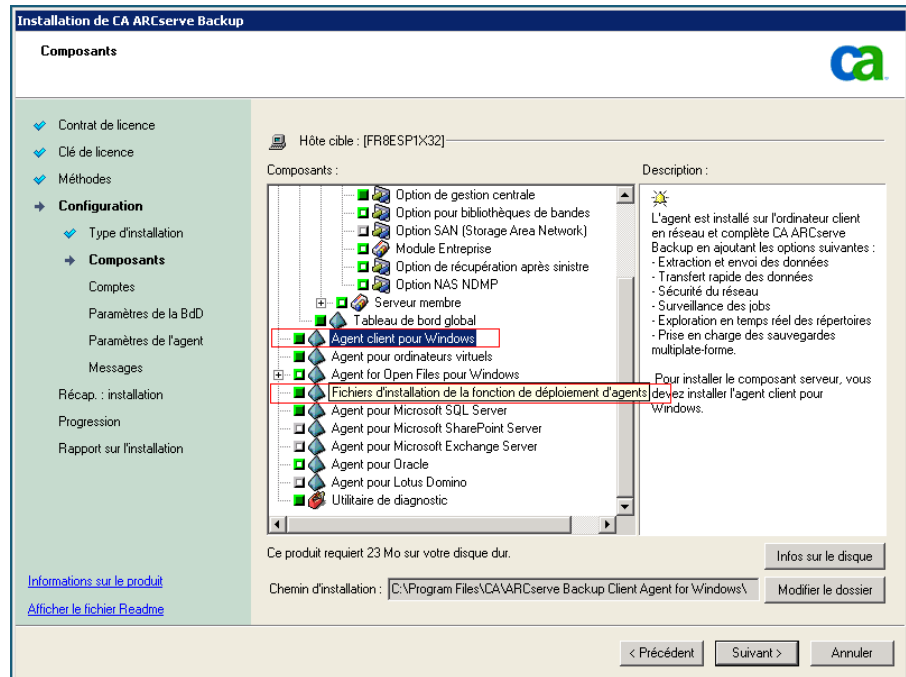 Installation de CA ARCserve Backup
Composants
ca
Contrat de licence
Clé de licence
Méthodes
Configuration
Type d'installation
Composants
Comptes
Paramètres de la BdD
Paramètres de l'agent
Messages
Récap. : installation
Progression
Rapport sur l'installation
Informations sur le produit
Afficher le fichier Readme
Hôte cible : [FR8ESP1X32]
Composants :
Option de gestion centrale
Option pour bibliothèques de bandes
Option SAN (Storage Area Network)
Module Entreprise
Option de récupération après sinistre
Option NAS NDMP
Serveur membre
Tableau de bord global
Agent client pour Windows
Agent pour ordinateurs virtuels
Agent for Open Files pour Windows
Fichiers d'installation de la fonction de déploiement d'agents
Agent pour Microsoft SQL Server
Agent pour Microsoft SharePoint Server
Agent pour Microsoft Exchange Server
Agent pour Oracle
Agent pour Lotus Domino
Utilitaire de diagnostic
Description :
L'agent est installé sur l'ordinateur client
en réseau et complète CA ARCserve
Backup en ajoutant les options suivantes :
- Extraction et envoi des données
- Transfert rapide des données
- Sécurité du réseau
- Surveillance des jobs
- Exploration en temps réel des répertoires
- Prise en charge des sauvegardes
multiplate-forme.
Pour installer le composant serveur, vous
devez installer l'agent client pour
Windows.
Ce produit requiert 23 Mo sur votre disque dur.
Infos sur le disque
Chemin d'installation : C:\Program Files\CA\ARCserve Backup Client Agent for Windows\
Modifier le dossier
< Précédent
Suivant >
Annuler